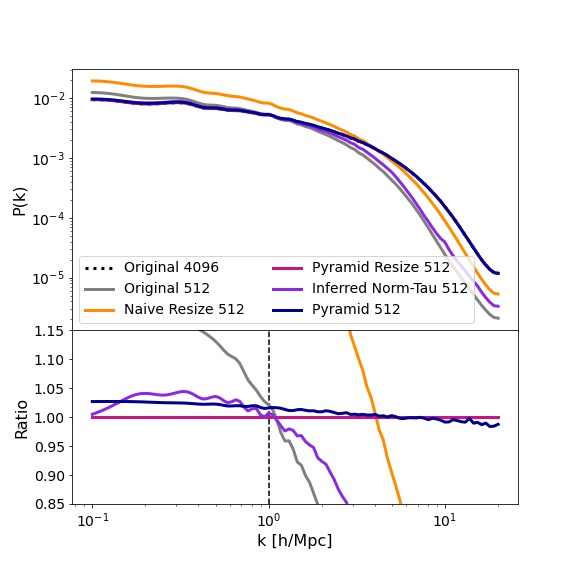 10⁻²
10⁻³
10⁻⁴
10⁻⁵
P(k)
Original 4096
Original 512
Naive Resize 512
Pyramid Resize 512
Inferred Norm-Tau 512
Pyramid 512
1.15
1.10
1.05
1.00
0.95
0.90
0.85
Ratio
10⁻¹
10⁰
10¹
k [h/Mpc]